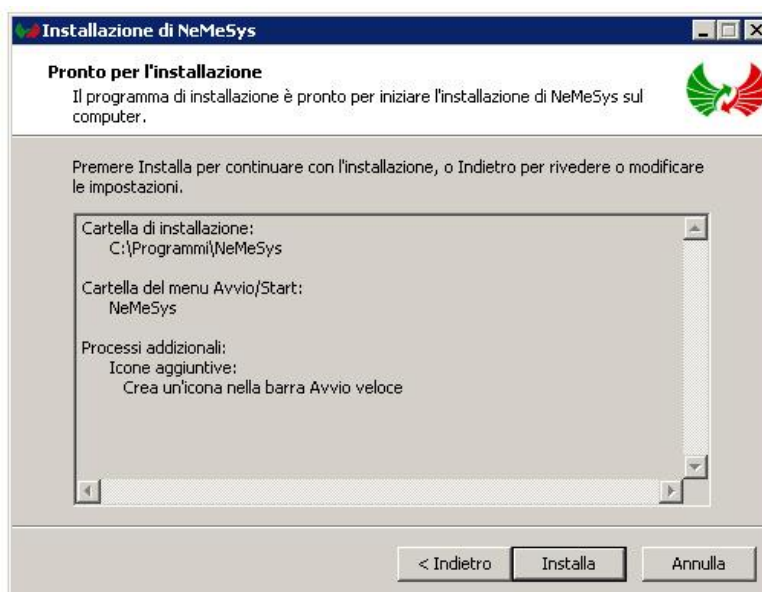 Installazione di NeMeSys
Pronto per l'installazione
Il programma di installazione è pronto per iniziare l'installazione di NeMeSys sul
computer.
Premere Installa per continuare con l'installazione, o Indietro per rivedere o modificare
le impostazioni.
Cartella di installazione:
C:\Programmi\NeMeSys
Cartella del menu Avvio/Start:
NeMeSys
Processi addizionali:
Icone aggiuntive:
Crea un'icona nella barra Avvio veloce
< Indietro
Installa
Annulla